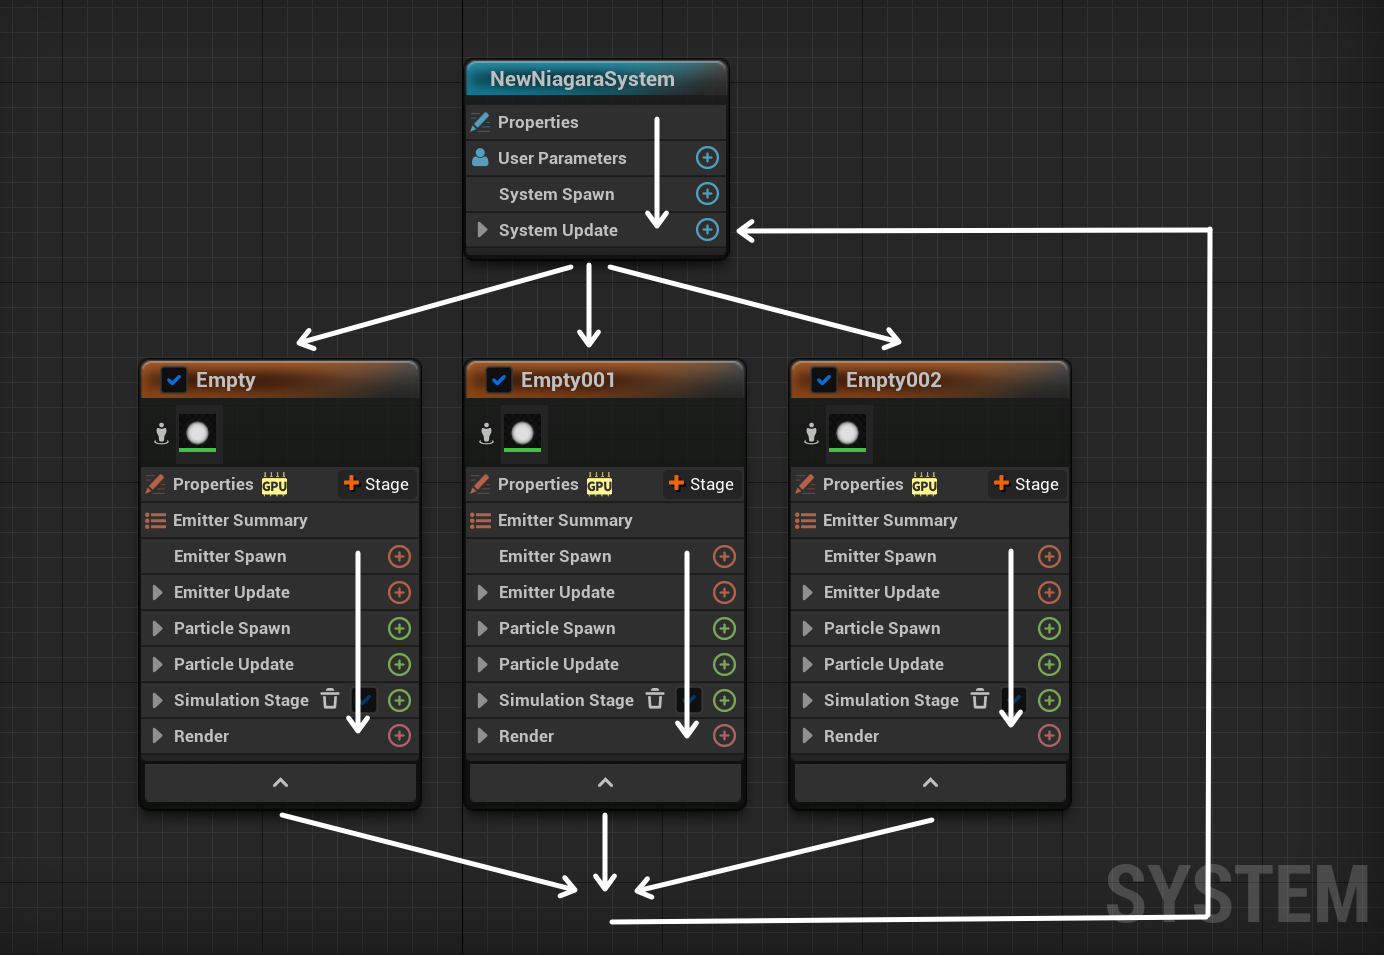 NewNiagaraSystem
Properties
User Parameters
System Spawn
System Update
Empty
Properties GPU Stage
Emitter Summary
Emitter Spawn
Emitter Update
Particle Spawn
Particle Update
Simulation Stage
Render
Empty001
Properties GPU Stage
Emitter Summary
Emitter Spawn
Emitter Update
Particle Spawn
Particle Update
Simulation Stage
Render
Empty002
Properties GPU Stage
Emitter Summary
Emitter Spawn
Emitter Update
Particle Spawn
Particle Update
Simulation Stage
Render
SYSTEM